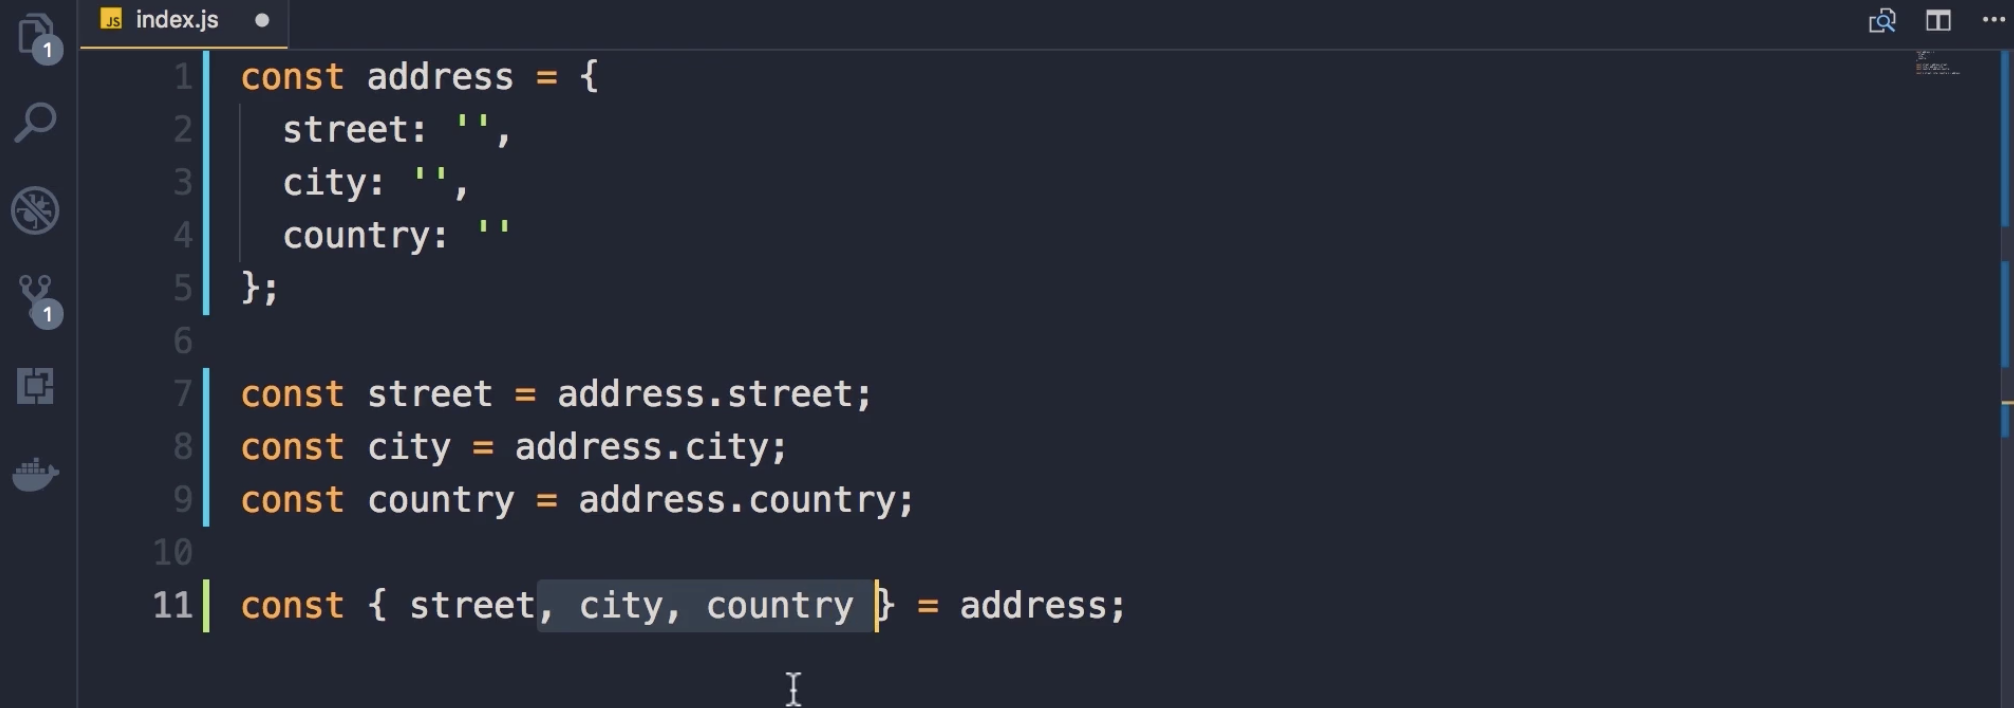 JS index.js
1
1
1 const address = {
2 street: '',
3 city: '',
4 country: ''
5 };
6
7 const street = address.street;
8 const city = address.city;
9 const country = address.country;
10
11 const { street, city, country } = address;